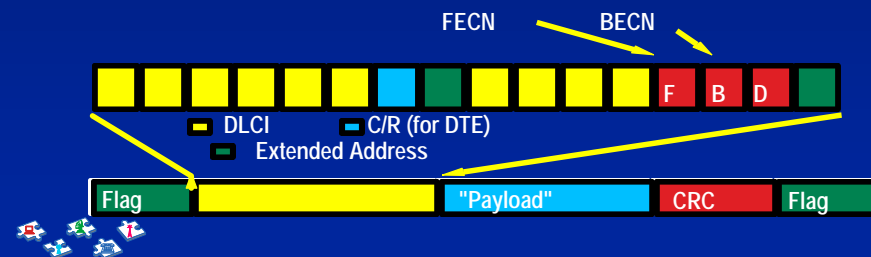 FECN BECN
F B D
DLCI C/R (for DTE)
Extended Address
Flag "Payload" CRC Flag